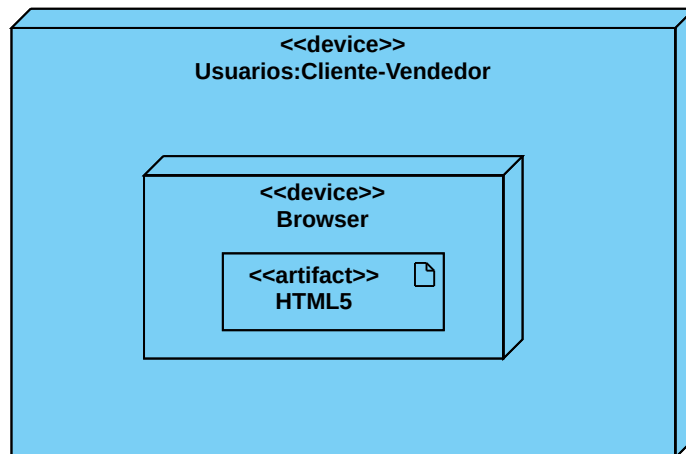 <<device>>
Usuarios:Cliente-Vendedor
<<device>>
Browser
<<artifact>>
HTML5